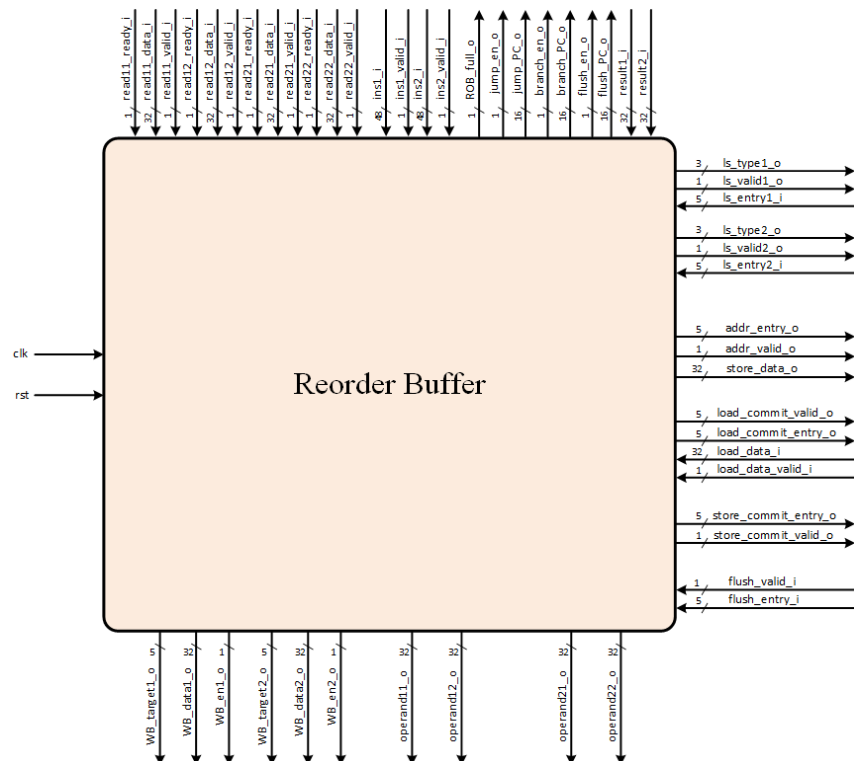 1 read11_ready_i
32 read11_data_i
1 read11_valid_i
1 read12_ready_i
32 read12_data_i
1 read12_valid_i
1 read21_ready_i
32 read21_data_i
1 read21_valid_i
1 read22_ready_i
32 read22_data_i
1 read22_valid_i
48 ins1_i
1 ins1_valid_i
48 ins2_i
1 ins2_valid_i
1 ROB_full_o
1 jump_en_o
16 jump_PC_o
1 branch_en_o
16 branch_PC_o
1 flush_en_o
16 flush_PC_o
32 result1_i
32 result2_i
3 ls_type1_o
1 ls_valid1_o
5 ls_entry1_i
3 ls_type2_o
1 ls_valid2_o
5 ls_entry2_i
5 addr_entry_o
1 addr_valid_o
32 store_data_o
clk
rst
Reorder Buffer
5 load_commit_valid_o
5 load_commit_entry_o
32 load_data_i
1 load_data_valid_i
5 store_commit_entry_o
1 store_commit_valid_o
1 flush_valid_i
5 flush_entry_i
5 WB_target1_o
32 WB_data1_o
1 WB_en1_o
5 WB_target2_o
32 WB_data2_o
1 WB_en2_o
32 operand11_o
32 operand12_o
32 operand21_o
32 operand22_o